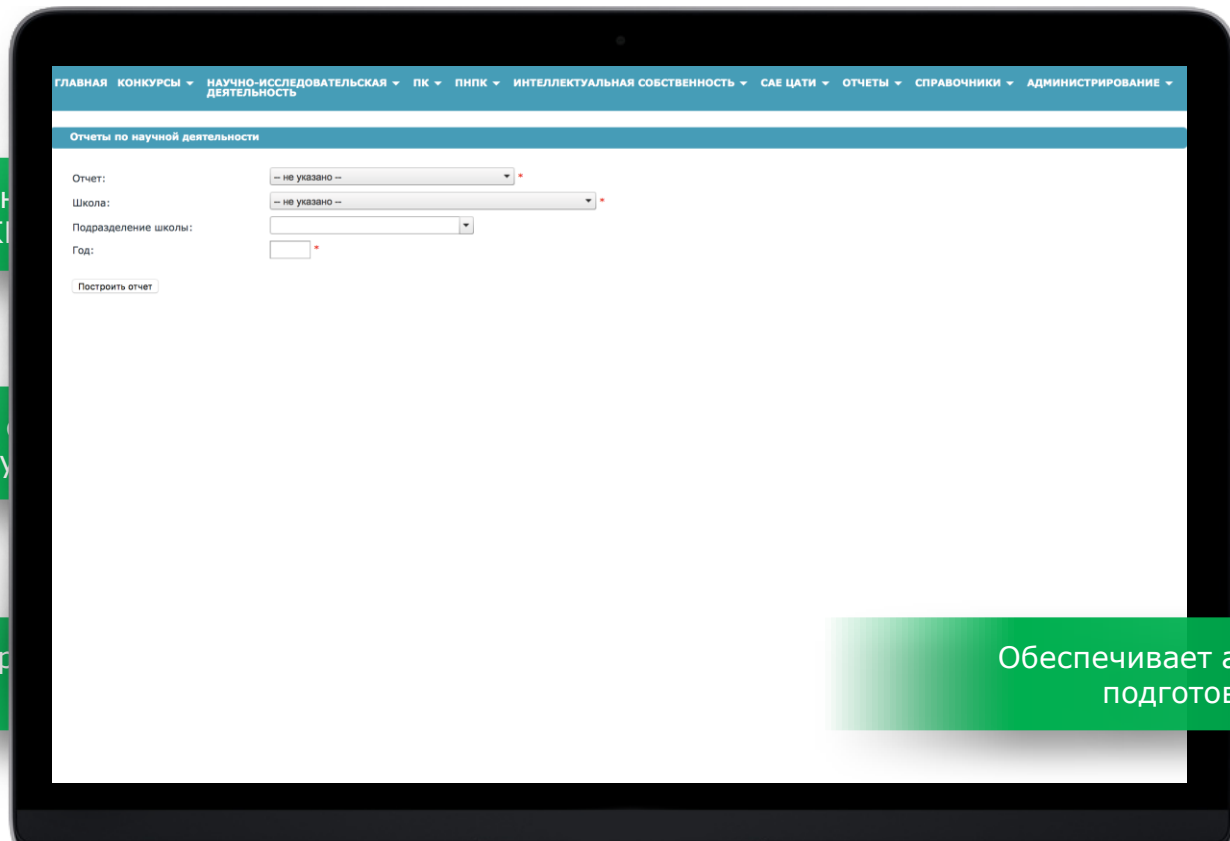 ГЛАВНАЯ КОНКУРСЫ НАУЧНО-ИССЛЕДОВАТЕЛЬСКАЯ ПК ПНПК ИНТЕЛЛЕКТУАЛЬНАЯ СОБСТВЕННОСТЬ САЕ ЦАТИ ОТЧЕТЫ СПРАВОЧНИКИ АДМИНИСТРИРОВАНИЕ
ДЕЯТЕЛЬНОСТЬ
Отчеты по научной деятельности
Отчет: -- не указано -- *
Школа: -- не указано -- *
Подразделение школы:
Год: *
Построить отчет
Обеспечивает а
подготов